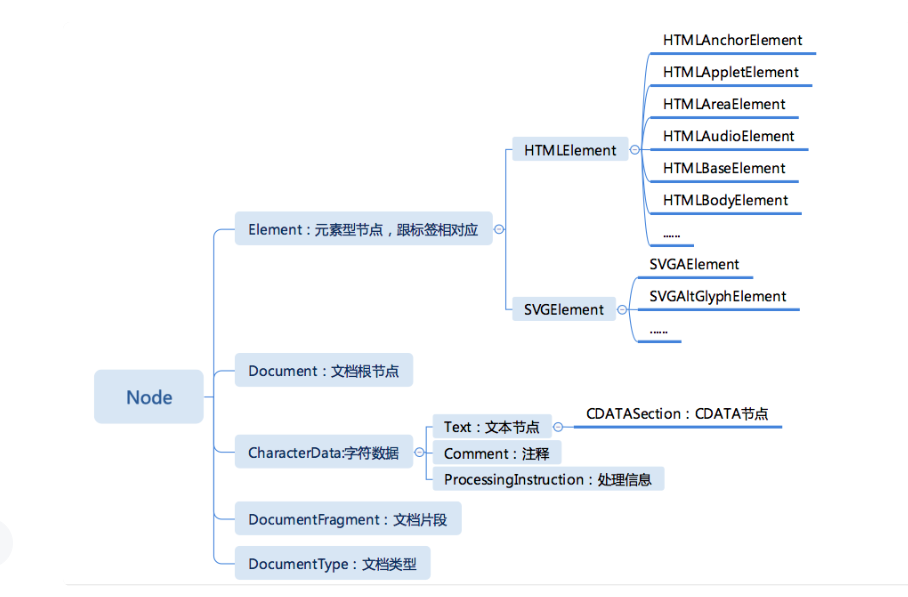 HTMLAnchorElement
HTMLAppletElement
HTMLAreaElement
HTMLAudioElement
HTMLElement
HTMLBaseElement
HTMLBodyElement
......
Element：元素型节点，跟标签相对应
SVGAElement
SVGAltGlyphElement
SVGElement
......
Document：文档根节点
Node
CDATASection：CDATA节点
Text：文本节点
CharacterData:字符数据
Comment：注释
ProcessingInstruction：处理信息
DocumentFragment：文档片段
DocumentType：文档类型